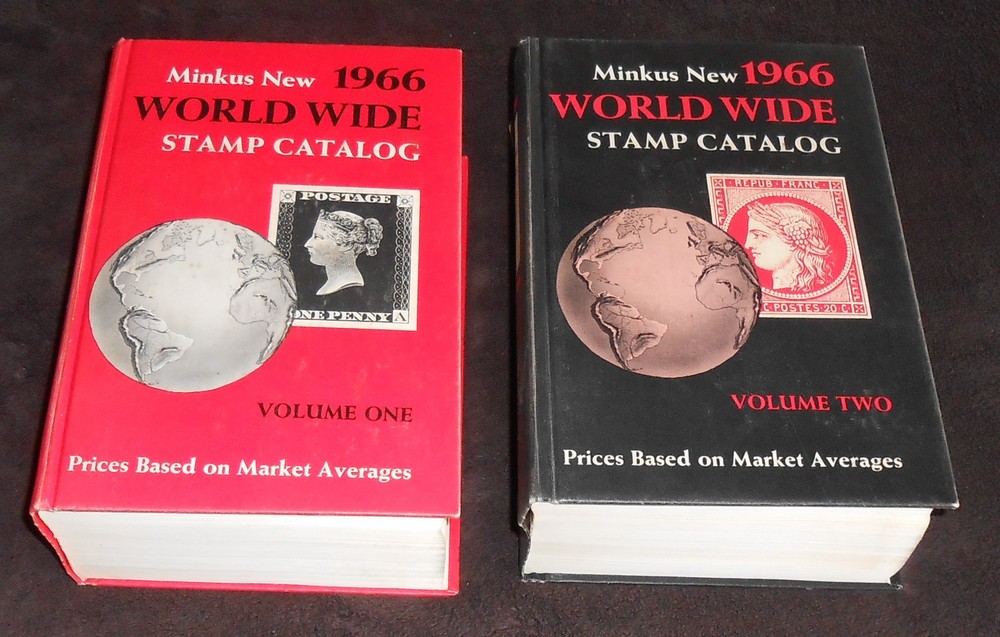 Minkus New 1966
WORLD WIDE
STAMP CATALOG
POSTAGE
ONE PENNY A
VOLUME ONE
Prices Based on Market Averages
Minkus New 1966
WORLD WIDE
STAMP CATALOG
REPUB · FRANC ·
C. POSTES · 20 C
VOLUME TWO
Prices Based on Market Averages